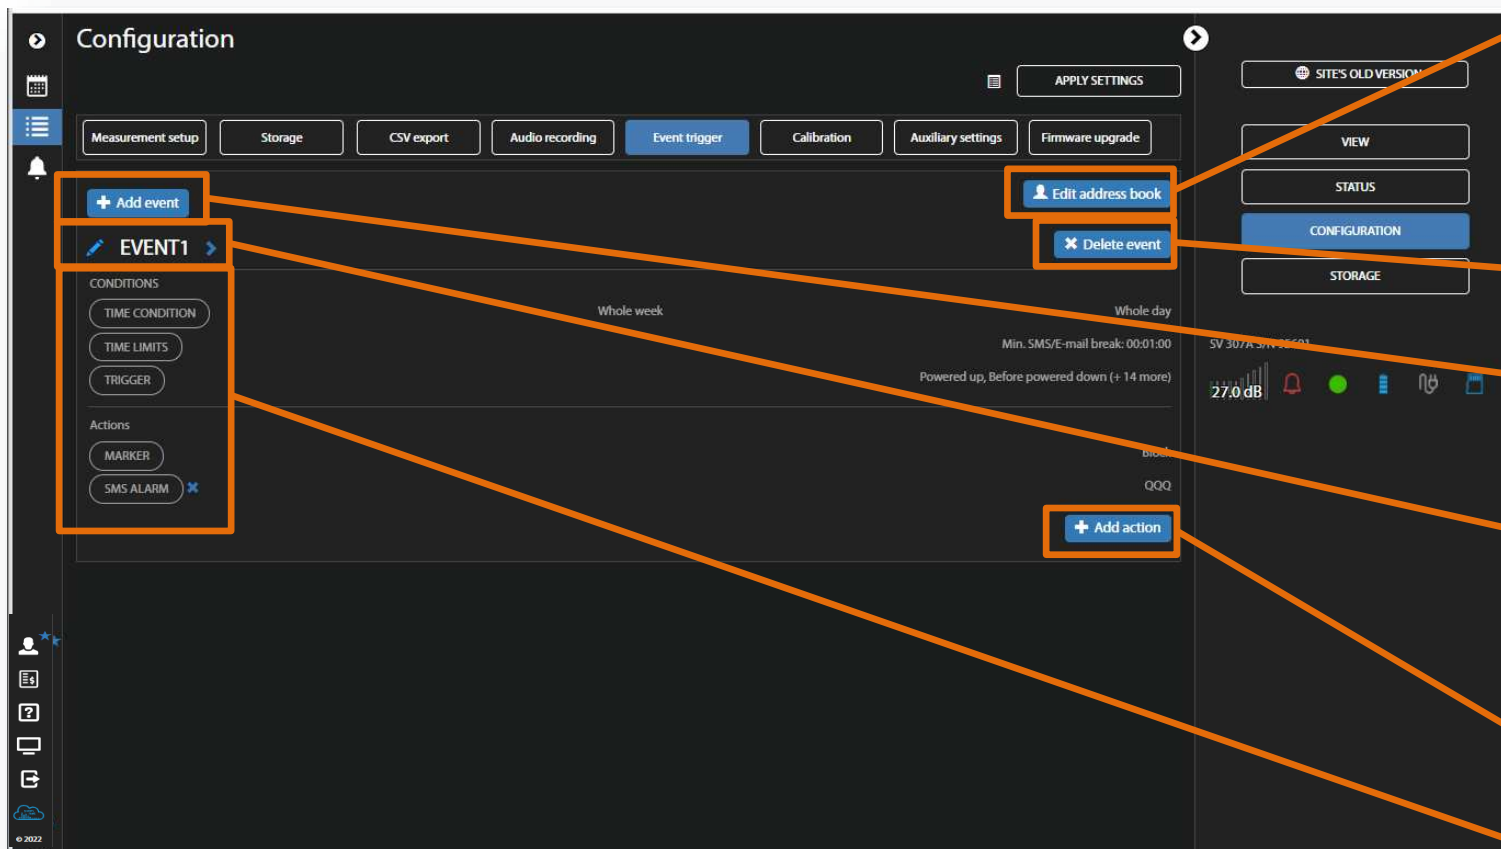 Configuration
APPLY SETTINGS
SITE'S OLD VERSION
Measurement setup
Storage
CSV export
Audio recording
Event trigger
Calibration
Auxiliary settings
Firmware upgrade
VIEW
STATUS
CONFIGURATION
STORAGE
Add event
Edit address book
EVENT1
Delete event
CONDITIONS
TIME CONDITION
Whole week
Whole day
TIME LIMITS
Min. SMS/E-mail break: 00:01:00
TRIGGER
Powered up, Before powered down (+ 14 more)
SV 307A S/N
27.0 dB
Actions
MARKER
Block
SMS ALARM
QQQ
Add action
© 2022